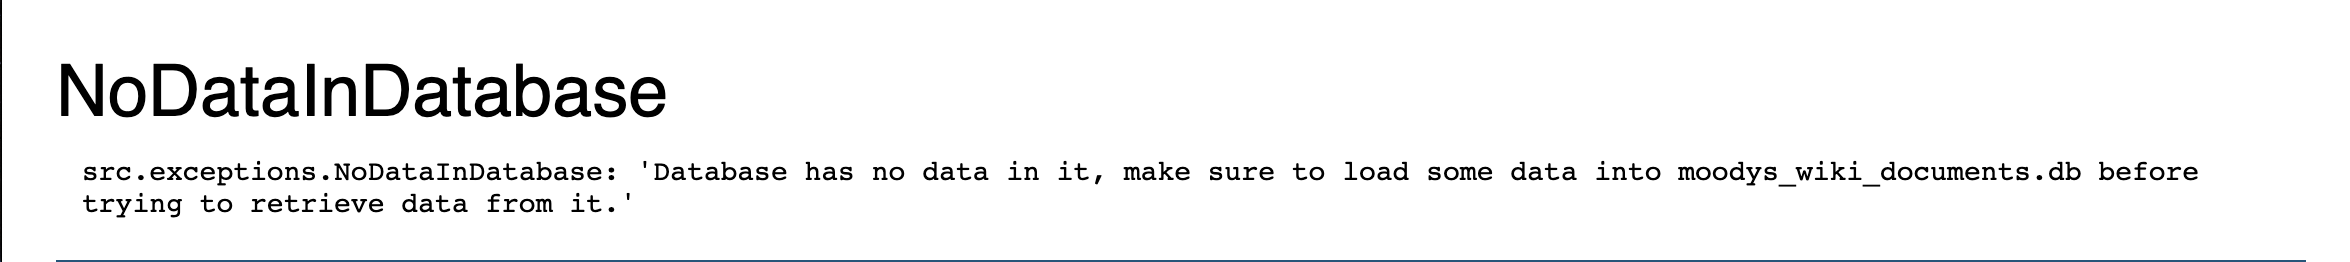 NoDataInDatabase
src.exceptions.NoDataInDatabase: 'Database has no data in it, make sure to load some data into moodys_wiki_documents.db before
trying to retrieve data from it.'